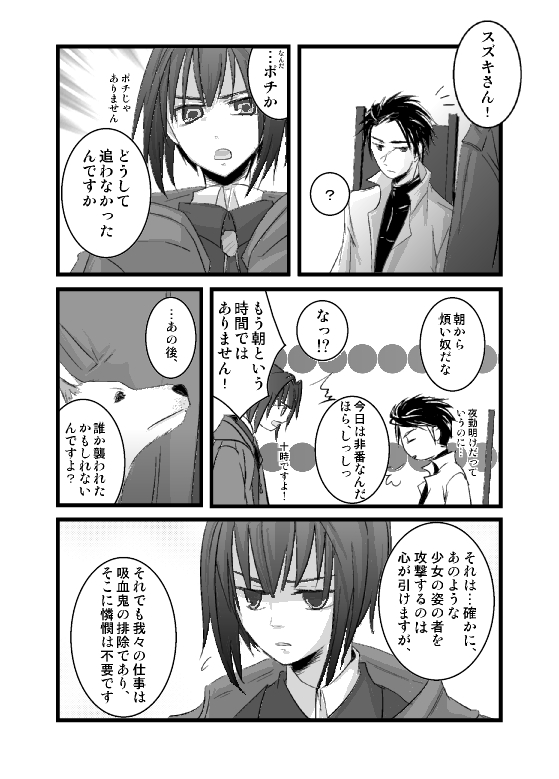 スズキさん!
?
なんだ
…ポチか
ポチじゃ
ありません
どうして
追わなかった
んですか
朝から
煩い奴だな
夜勤明けだって
いうのに…
なっ!?
今日は非番なんだ
ほら、しっしっ
もう朝という
時間では
ありません!
十時ですよ!
…あの後、
誰か襲われた
かもしれない
んですよ?
それは…確かに、
あのような
少女の姿の者を
攻撃するのは
心が引けますが、
それでも我々の仕事は
吸血鬼の排除であり、
そこに憐憫は不要です